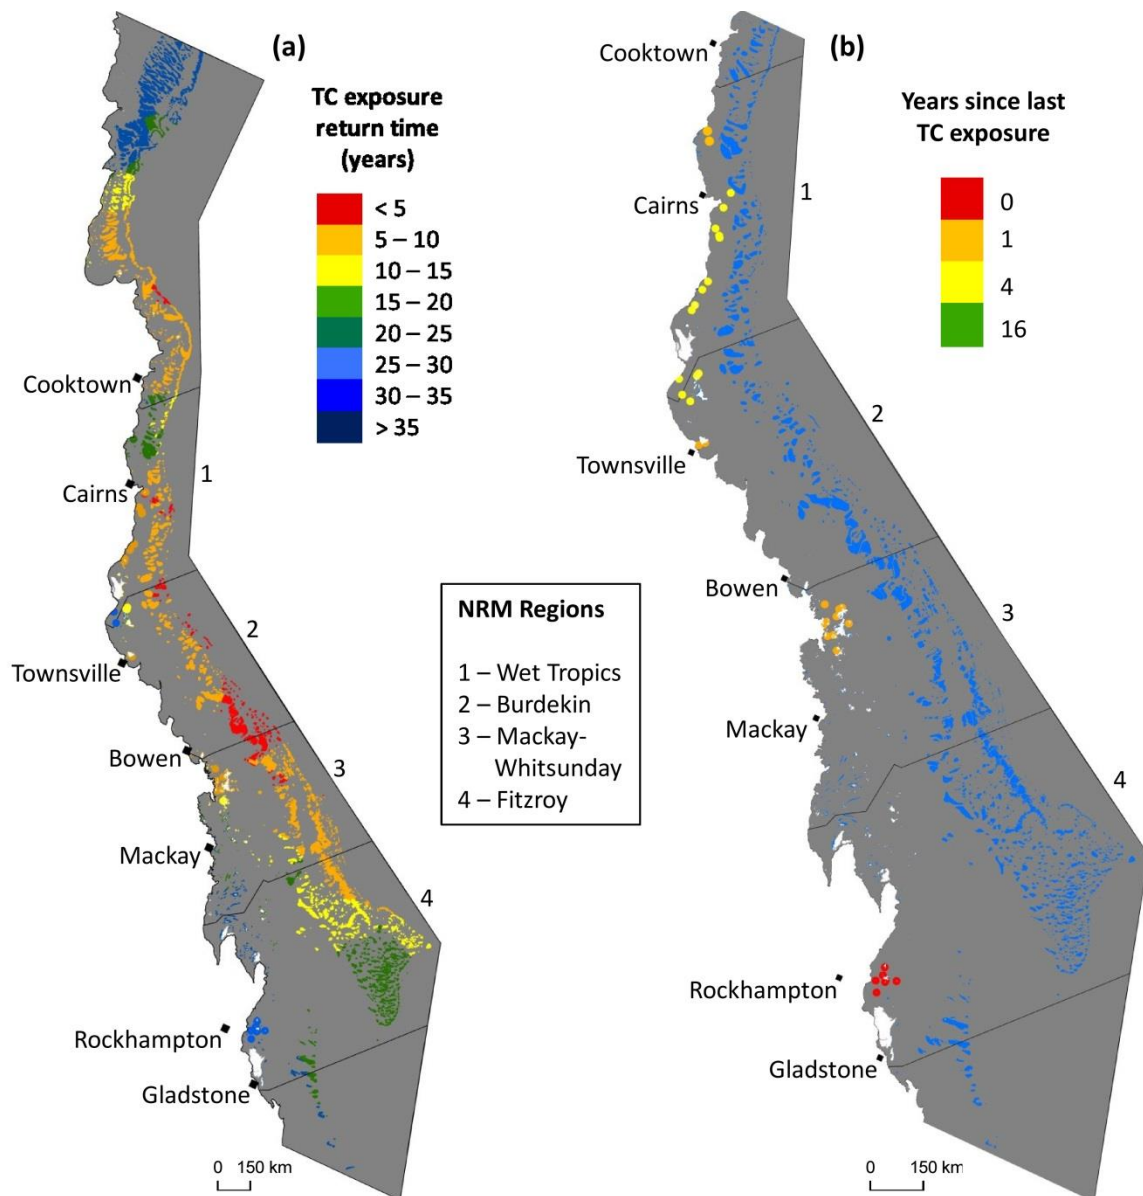 (a)
TC exposure
return time
(years)
< 5
5 – 10
10 – 15
15 – 20
20 – 25
25 – 30
30 – 35
> 35
Cooktown
Cairns
1
Townsville
2
Bowen
3
Mackay
4
Rockhampton
Gladstone
0 150 km
NRM Regions
1 – Wet Tropics
2 – Burdekin
3 – Mackay-
Whitsunday
4 – Fitzroy
(b)
Years since last
TC exposure
0
1
4
16
Cooktown
Cairns
1
Townsville
2
Bowen
3
Mackay
4
Rockhampton
Gladstone
0 150 km